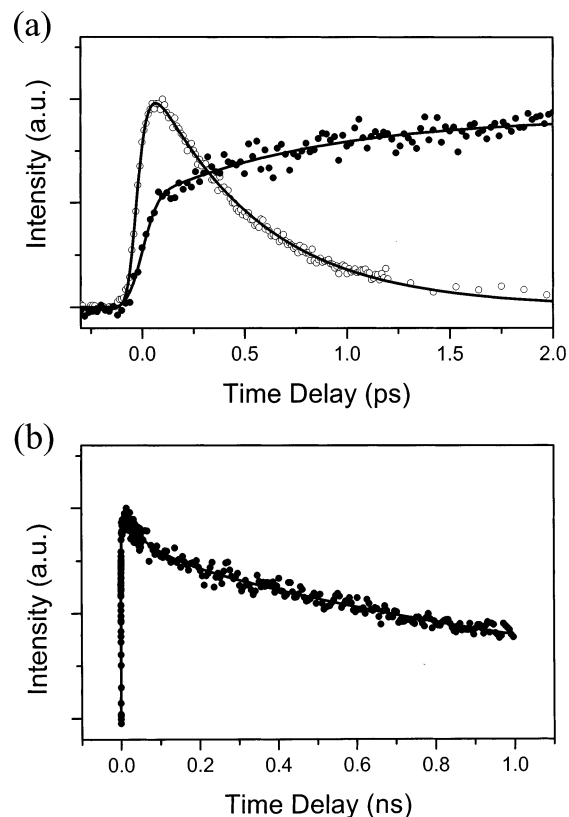 (a)
Intensity (a.u.)
0.0 0.5 1.0 1.5 2.0
Time Delay (ps)
(b)
Intensity (a.u.)
0.0 0.2 0.4 0.6 0.8 1.0
Time Delay (ns)